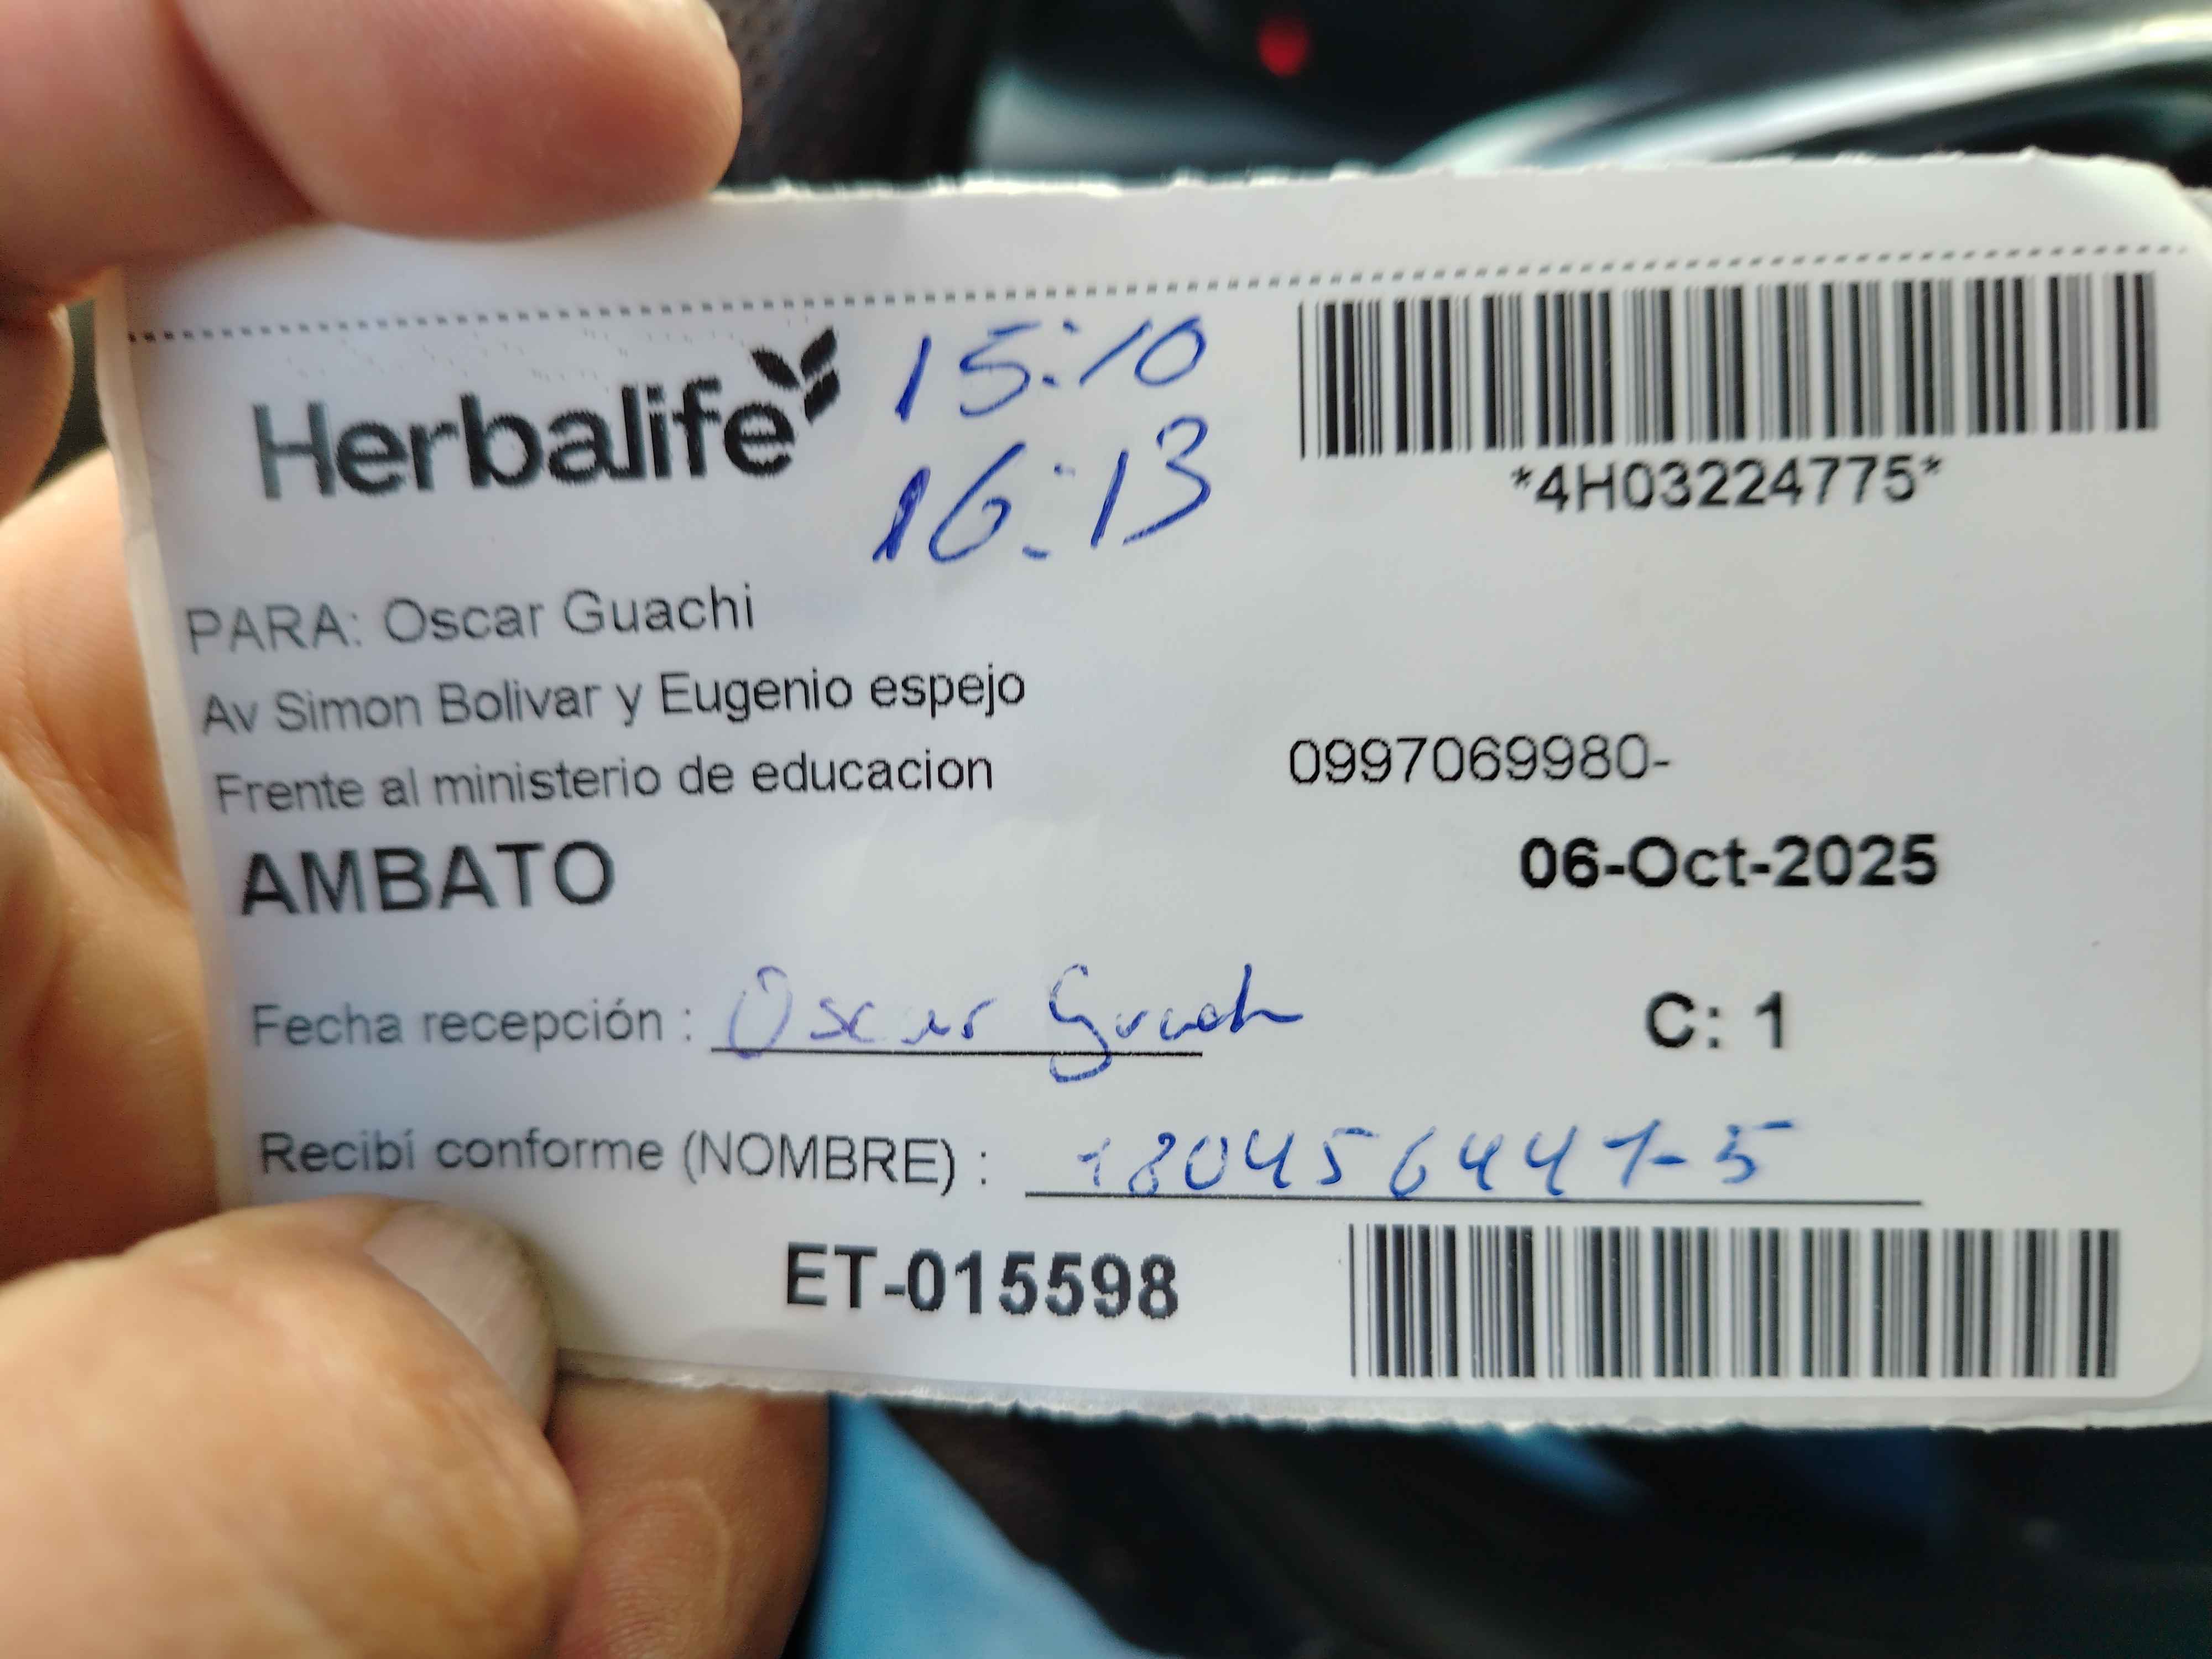 Herbalife
15:10
16:13
*4H03224775*
PARA: Oscar Guachi
Av Simon Bolivar y Eugenio espejo
Frente al ministerio de educacion
0997069980-
AMBATO
06-Oct-2025
Fecha recepción : Oscar Guach
C: 1
Recibí conforme (NOMBRE) : 180456447-5
ET-015598